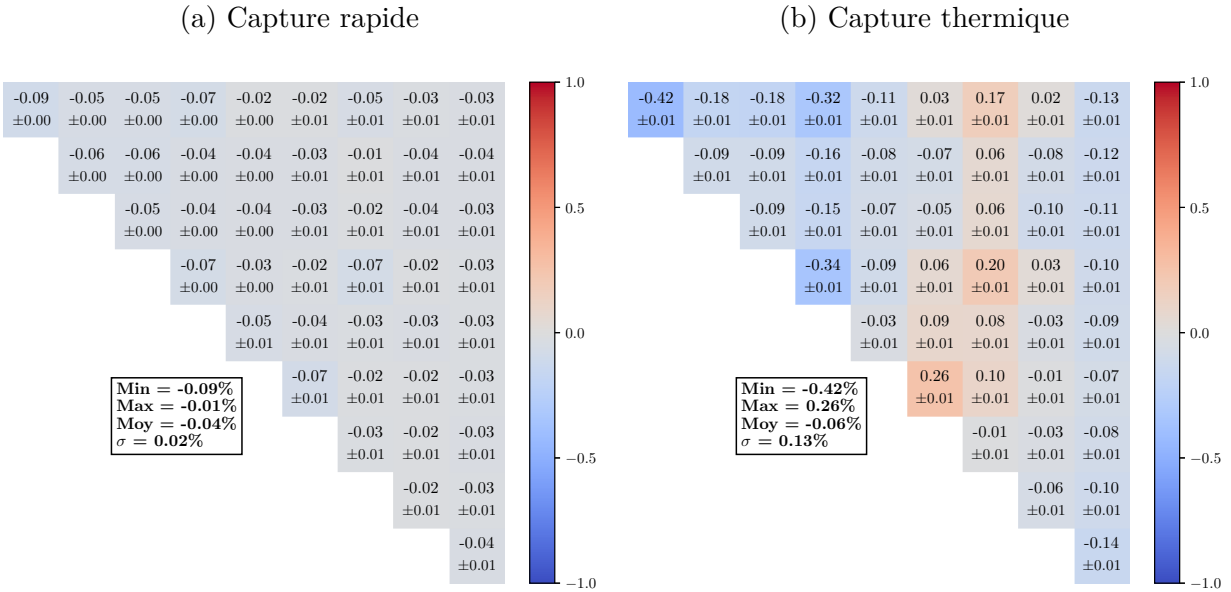 (a) Capture rapide
-0.09 -0.05 -0.05 -0.07 -0.02 -0.02 -0.05 -0.03 -0.03
±0.00 ±0.00 ±0.00 ±0.00 ±0.01 ±0.01 ±0.01 ±0.01 ±0.01
-0.06 -0.06 -0.04 -0.04 -0.03 -0.01 -0.04 -0.04
±0.00 ±0.00 ±0.00 ±0.00 ±0.01 ±0.01 ±0.01 ±0.01
-0.05 -0.04 -0.04 -0.03 -0.02 -0.04 -0.03
±0.00 ±0.00 ±0.00 ±0.01 ±0.01 ±0.01 ±0.01
-0.07 -0.03 -0.02 -0.07 -0.02 -0.03
±0.00 ±0.00 ±0.01 ±0.01 ±0.01 ±0.01
-0.05 -0.04 -0.03 -0.03 -0.03
±0.01 ±0.01 ±0.01 ±0.01 ±0.01
-0.07 -0.02 -0.02 -0.03
±0.01 ±0.01 ±0.01 ±0.01
-0.03 -0.02 -0.03
±0.01 ±0.01 ±0.01
-0.02 -0.03
±0.01 ±0.01
-0.04
±0.01
Min = -0.09%
Max = -0.01%
Moy = -0.04%
σ = 0.02%
1.0
0.5
0.0
−0.5
−1.0
(b) Capture thermique
-0.42 -0.18 -0.18 -0.32 -0.11 0.03 0.17 0.02 -0.13
±0.01 ±0.01 ±0.01 ±0.01 ±0.01 ±0.01 ±0.01 ±0.01 ±0.01
-0.09 -0.09 -0.16 -0.08 -0.07 0.06 -0.08 -0.12
±0.01 ±0.01 ±0.01 ±0.01 ±0.01 ±0.01 ±0.01 ±0.01
-0.09 -0.15 -0.07 -0.05 0.06 -0.10 -0.11
±0.01 ±0.01 ±0.01 ±0.01 ±0.01 ±0.01 ±0.01
-0.34 -0.09 0.06 0.20 0.03 -0.10
±0.01 ±0.01 ±0.01 ±0.01 ±0.01 ±0.01
-0.03 0.09 0.08 -0.03 -0.09
±0.01 ±0.01 ±0.01 ±0.01 ±0.01
0.26 0.10 -0.01 -0.07
±0.01 ±0.01 ±0.01 ±0.01
-0.01 -0.03 -0.08
±0.01 ±0.01 ±0.01
-0.06 -0.10
±0.01 ±0.01
-0.14
±0.01
Min = -0.42%
Max = 0.26%
Moy = -0.06%
σ = 0.13%
1.0
0.5
0.0
−0.5
−1.0